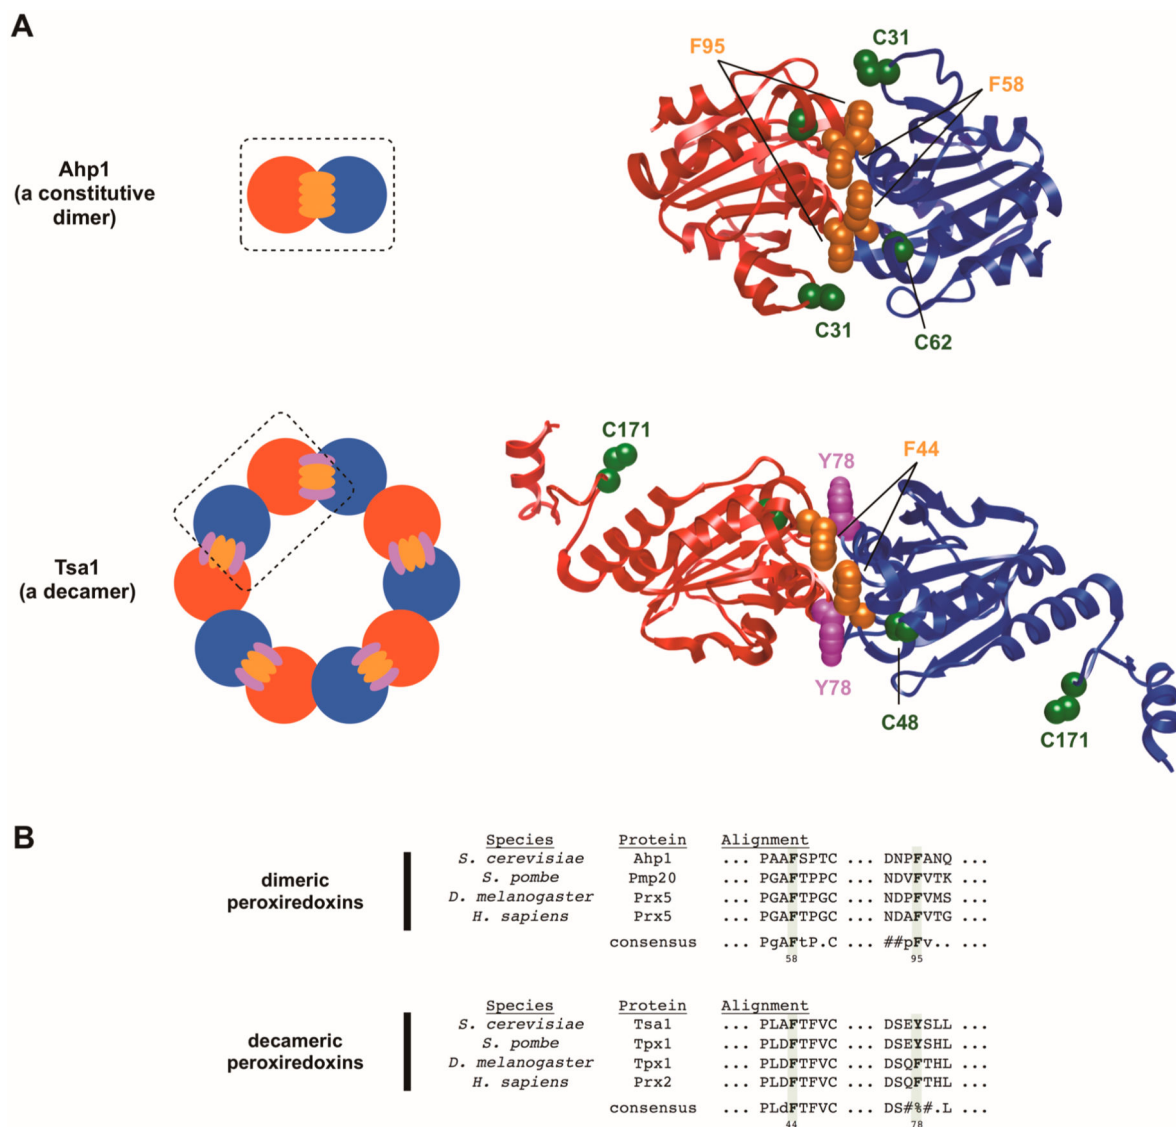 A
Ahp1
(a constitutive
dimer)
F95
C31
F58
C31
C62
Tsa1
(a decamer)
C171
Y78
F44
Y78
C48
C171
B
dimeric
peroxiredoxins
Species Protein Alignment
S. cerevisiae Ahp1 ... PAAFSPTC ... DNPFANQ ...
S. pombe Pmp20 ... PGAFTPPC ... NDVFVTK ...
D. melanogaster Prx5 ... PGAFTPGC ... NDPFVMS ...
H. sapiens Prx5 ... PGAFTPGC ... NDAFVTG ...
consensus ... PgAFtP.C ... ##pFv.. ...
58 95
decameric
peroxiredoxins
Species Protein Alignment
S. cerevisiae Tsa1 ... PLAFTFVC ... DSEYSLL ...
S. pombe Tpx1 ... PLDFTFVC ... DSEYSHL ...
D. melanogaster Tpx1 ... PLDFTFVC ... DSQFTHL ...
H. sapiens Prx2 ... PLDFTFVC ... DSQFTHL ...
consensus ... PLdFTFVC ... DS#%#.L ...
44 78